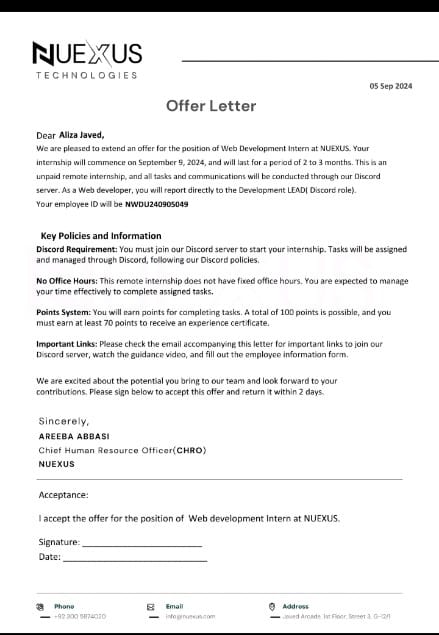 NUEXUS
TECHNOLOGIES
05 Sep 2024
Offer Letter
Dear Aliza Javed,
We are pleased to extend an offer for the position of Web Development Intern at NUEXUS. Your
internship will commence on September 9, 2024, and will last for a period of 2 to 3 months. This is an
unpaid remote internship, and all tasks and communications will be conducted through our Discord
server. As a Web developer, you will report directly to the Development LEAD( Discord role).
Your employee ID will be NWDU240905049
Key Policies and Information
Discord Requirement: You must join our Discord server to start your internship. Tasks will be assigned
and managed through Discord, following our Discord policies.
No Office Hours: This remote internship does not have fixed office hours. You are expected to manage
your time effectively to complete assigned tasks.
Points System: You will earn points for completing tasks. A total of 100 points is possible, and you
must earn at least 70 points to receive an experience certificate.
Important Links: Please check the email accompanying this letter for important links to join our
Discord server, watch the guidance video, and fill out the employee information form.
We are excited about the potential you bring to our team and look forward to your
contributions. Please sign below to accept this offer and return it within 2 days.
Sincerely,
AREEBA ABBASI
Chief Human Resource Officer(CHRO)
NUEXUS
Acceptance:
I accept the offer for the position of Web development Intern at NUEXUS.
Signature:
Date:
Phone
+92 300 5874020
Email
info@nuexus.com
Address
Javed Arcade, 1st Floor, Street 3, G-12/1